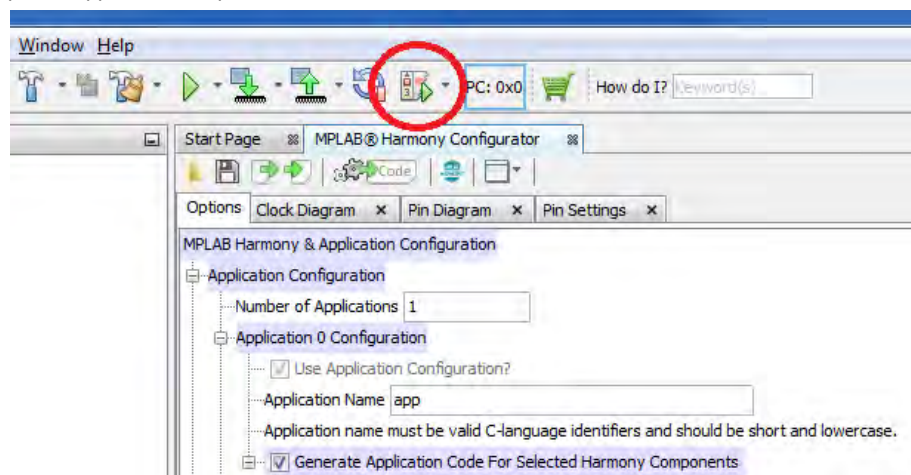 Window Help
PC: 0x0 How do I? Keyword(s)
Start Page MPLAB® Harmony Configurator
Code
Options Clock Diagram Pin Diagram Pin Settings
MPLAB Harmony & Application Configuration
Application Configuration
Number of Applications 1
Application 0 Configuration
Use Application Configuration?
Application Name app
Application name must be valid C-language identifiers and should be short and lowercase.
Generate Application Code For Selected Harmony Components